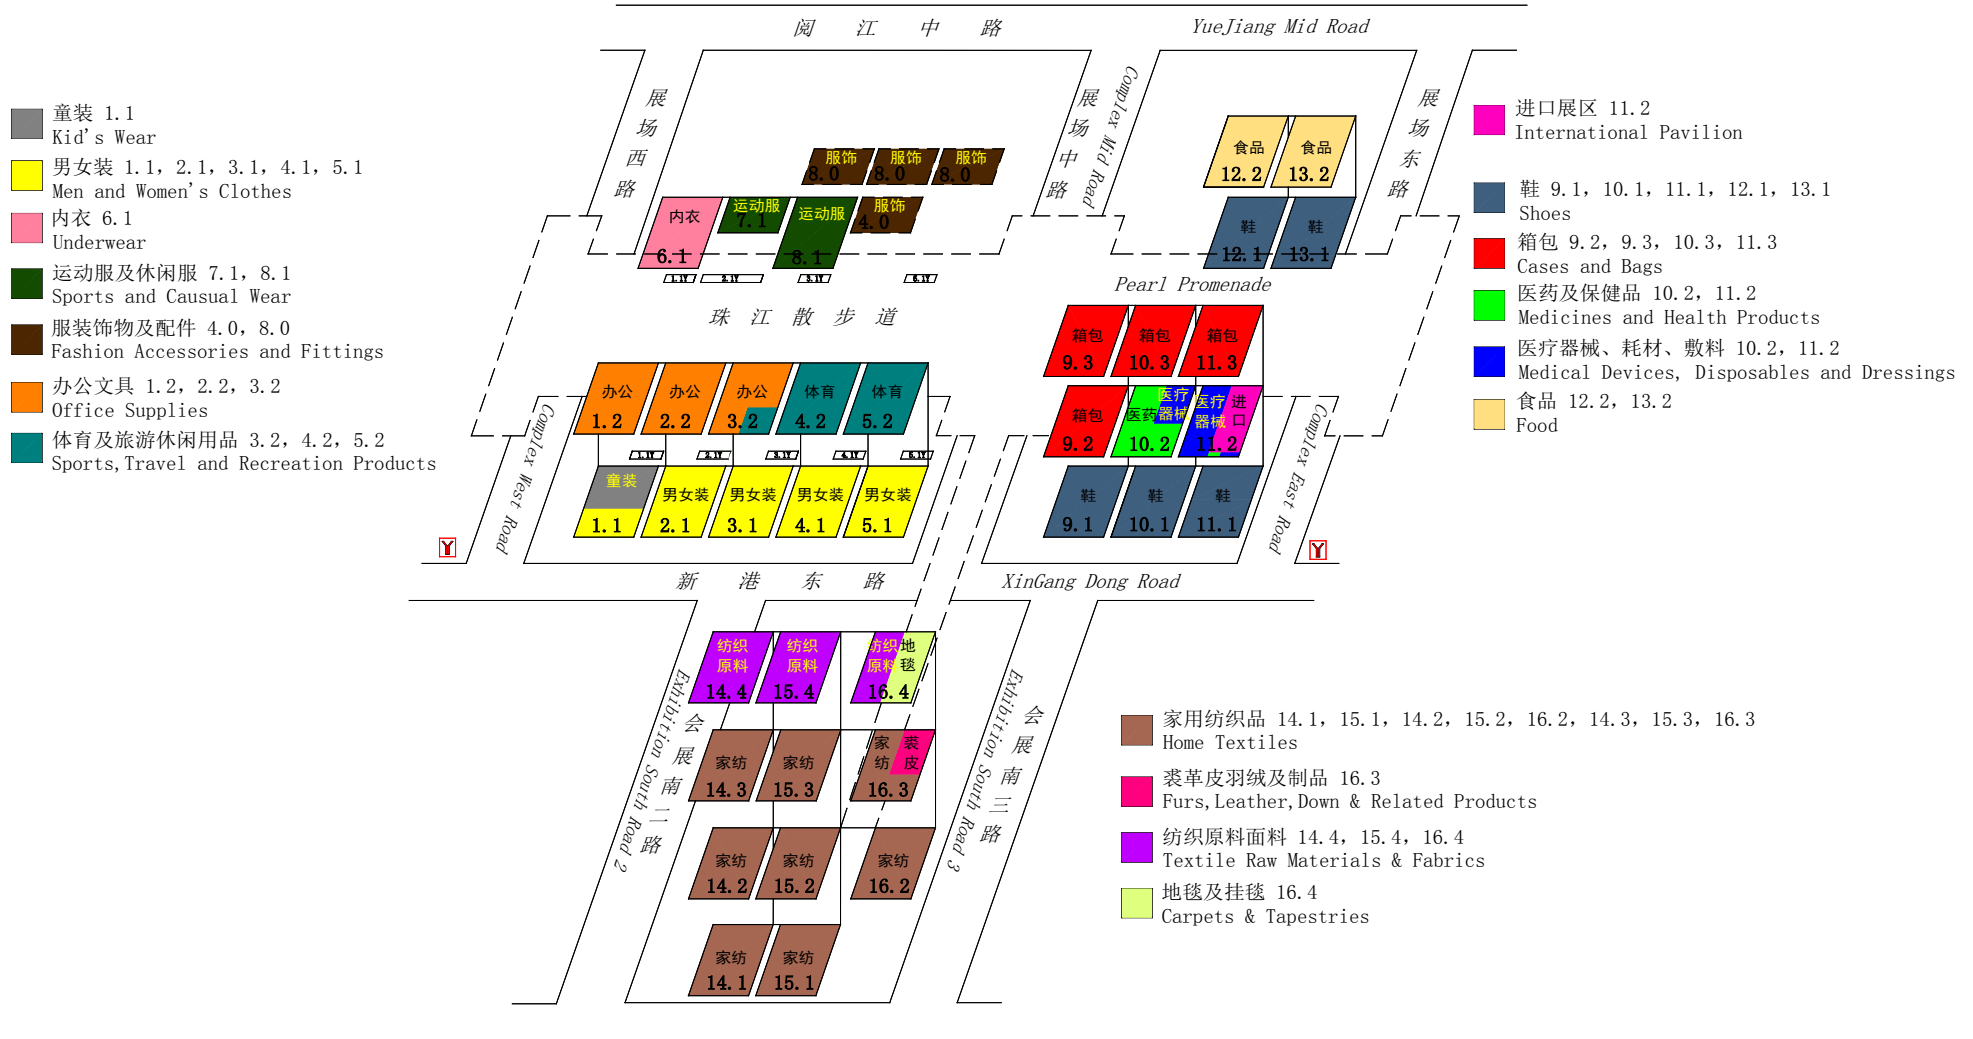 阅 江 中 路 YueJiang Mid Road
展场西路
展场中路
Complex Mid Road
展场东路
童装 1.1
Kid's Wear
男女装 1.1, 2.1, 3.1, 4.1, 5.1
Men and Women's Clothes
内衣 6.1
Underwear
运动服及休闲服 7.1, 8.1
Sports and Causual Wear
服装饰物及配件 4.0, 8.0
Fashion Accessories and Fittings
办公文具 1.2, 2.2, 3.2
Office Supplies
体育及旅游休闲用品 3.2, 4.2, 5.2
Sports,Travel and Recreation Products
进口展区 11.2
International Pavilion
鞋 9.1, 10.1, 11.1, 12.1, 13.1
Shoes
箱包 9.2, 9.3, 10.3, 11.3
Cases and Bags
医药及保健品 10.2, 11.2
Medicines and Health Products
医疗器械、耗材、敷料 10.2, 11.2
Medical Devices, Disposables and Dressings
食品 12.2, 13.2
Food
服饰 服饰 服饰
8.0 8.0 8.0
内衣 运动服 运动服 服饰
6.1 7.1 8.1 4.0
1.1Y 2.1Y 3.1Y 6.1Y
食品 食品
12.2 13.2
鞋 鞋
12.1 13.1
珠 江 散 步 道 Pearl Promenade
办公 办公 办公 体育 体育
1.2 2.2 3.2 4.2 5.2
1.1Y 2.1Y 3.1Y 4.1Y 5.1Y
童装 男女装 男女装 男女装 男女装
1.1 2.1 3.1 4.1 5.1
箱包 箱包 箱包
9.3 10.3 11.3
箱包 医药 医疗器械 医疗器械 进口
9.2 10.2 11.2
鞋 鞋 鞋
9.1 10.1 11.1
Complex West Road
Complex East Road
新 港 东 路 XinGang Dong Road
纺织原料 纺织原料 纺织原料 地毯
14.4 15.4 16.4
家纺 家纺 家纺 裘皮
14.3 15.3 16.3
家纺 家纺 家纺
14.2 15.2 16.2
家纺 家纺
14.1 15.1
会展南二路
Exhibition South Road 2
会展南三路
Exhibition South Road 3
家用纺织品 14.1, 15.1, 14.2, 15.2, 16.2, 14.3, 15.3, 16.3
Home Textiles
裘革皮羽绒及制品 16.3
Furs,Leather,Down & Related Products
纺织原料面料 14.4, 15.4, 16.4
Textile Raw Materials & Fabrics
地毯及挂毯 16.4
Carpets & Tapestries